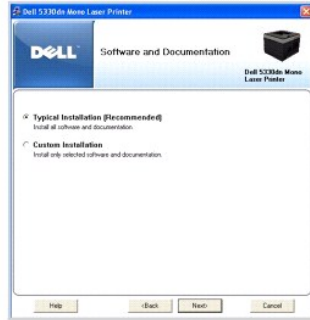 Dell 5330dn Mono Laser Printer
DELL
Software and Documentation
Dell 5330dn Mono
Laser Printer
Typical Installation (Recommended)
Install all software and documentation.
Custom Installation
Install only selected software and documentation.
Help
<Back
Next>
Cancel